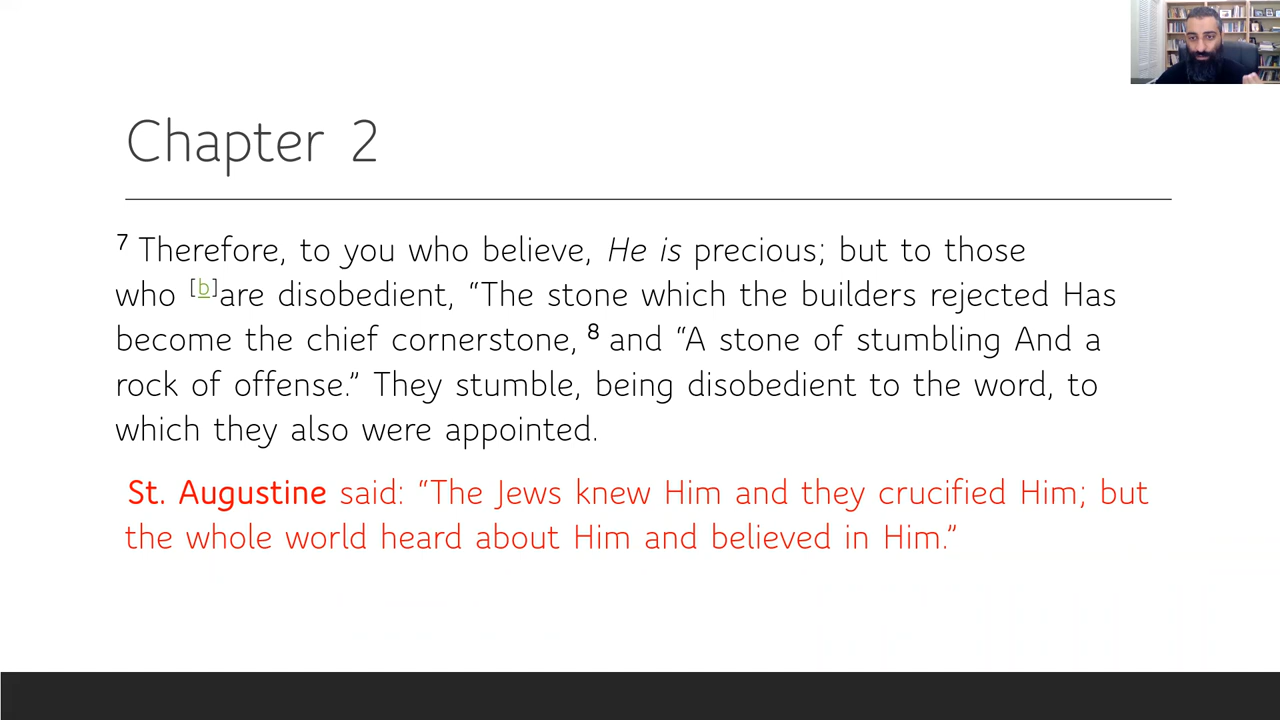 Chapter 2
7 Therefore, to you who believe, He is precious; but to those
who [b]are disobedient, “The stone which the builders rejected Has
become the chief cornerstone, 8 and “A stone of stumbling And a
rock of offense.” They stumble, being disobedient to the word, to
which they also were appointed.
St. Augustine said: “The Jews knew Him and they crucified Him; but
the whole world heard about Him and believed in Him.”